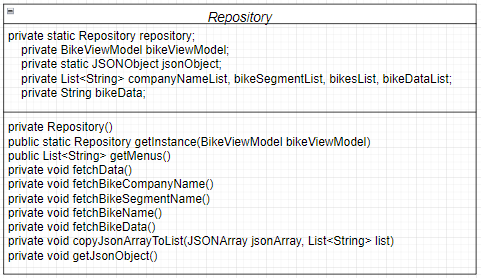 Repository
private static Repository repository;
private BikeViewModel bikeViewModel;
private static JSONObject jsonObject;
private List<String> companyNameList, bikeSegmentList, bikesList, bikeDataList;
private String bikeData;
private Repository()
public static Repository getInstance(BikeViewModel bikeViewModel)
public List<String> getMenus()
private void fetchData()
private void fetchBikeCompanyName()
private void fetchBikeSegmentName()
private void fetchBikeName()
private void fetchBikeData()
private void copyJsonArrayToList(JSONArray jsonArray, List<String> list)
private void getJsonObject()